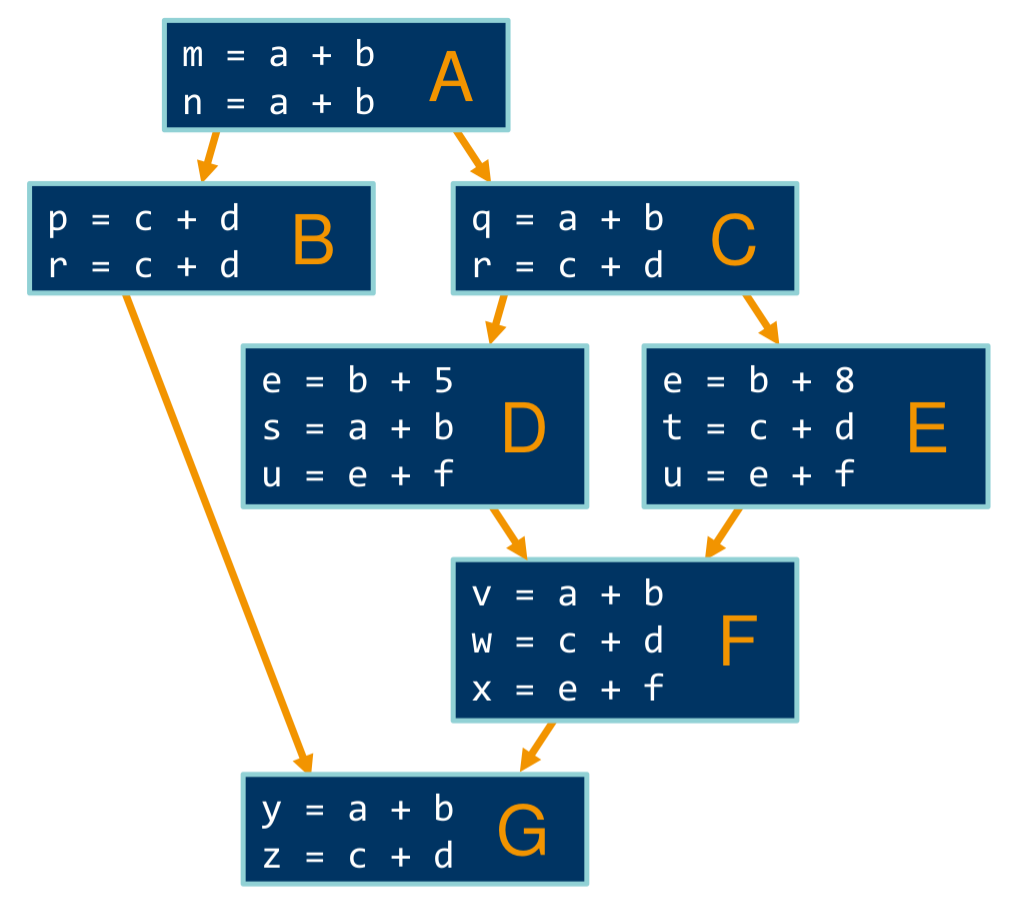 m = a + b
n = a + b
A
p = c + d
r = c + d
B
q = a + b
r = c + d
C
e = b + 5
s = a + b
u = e + f
D
e = b + 8
t = c + d
u = e + f
E
v = a + b
w = c + d
x = e + f
F
y = a + b
z = c + d
G